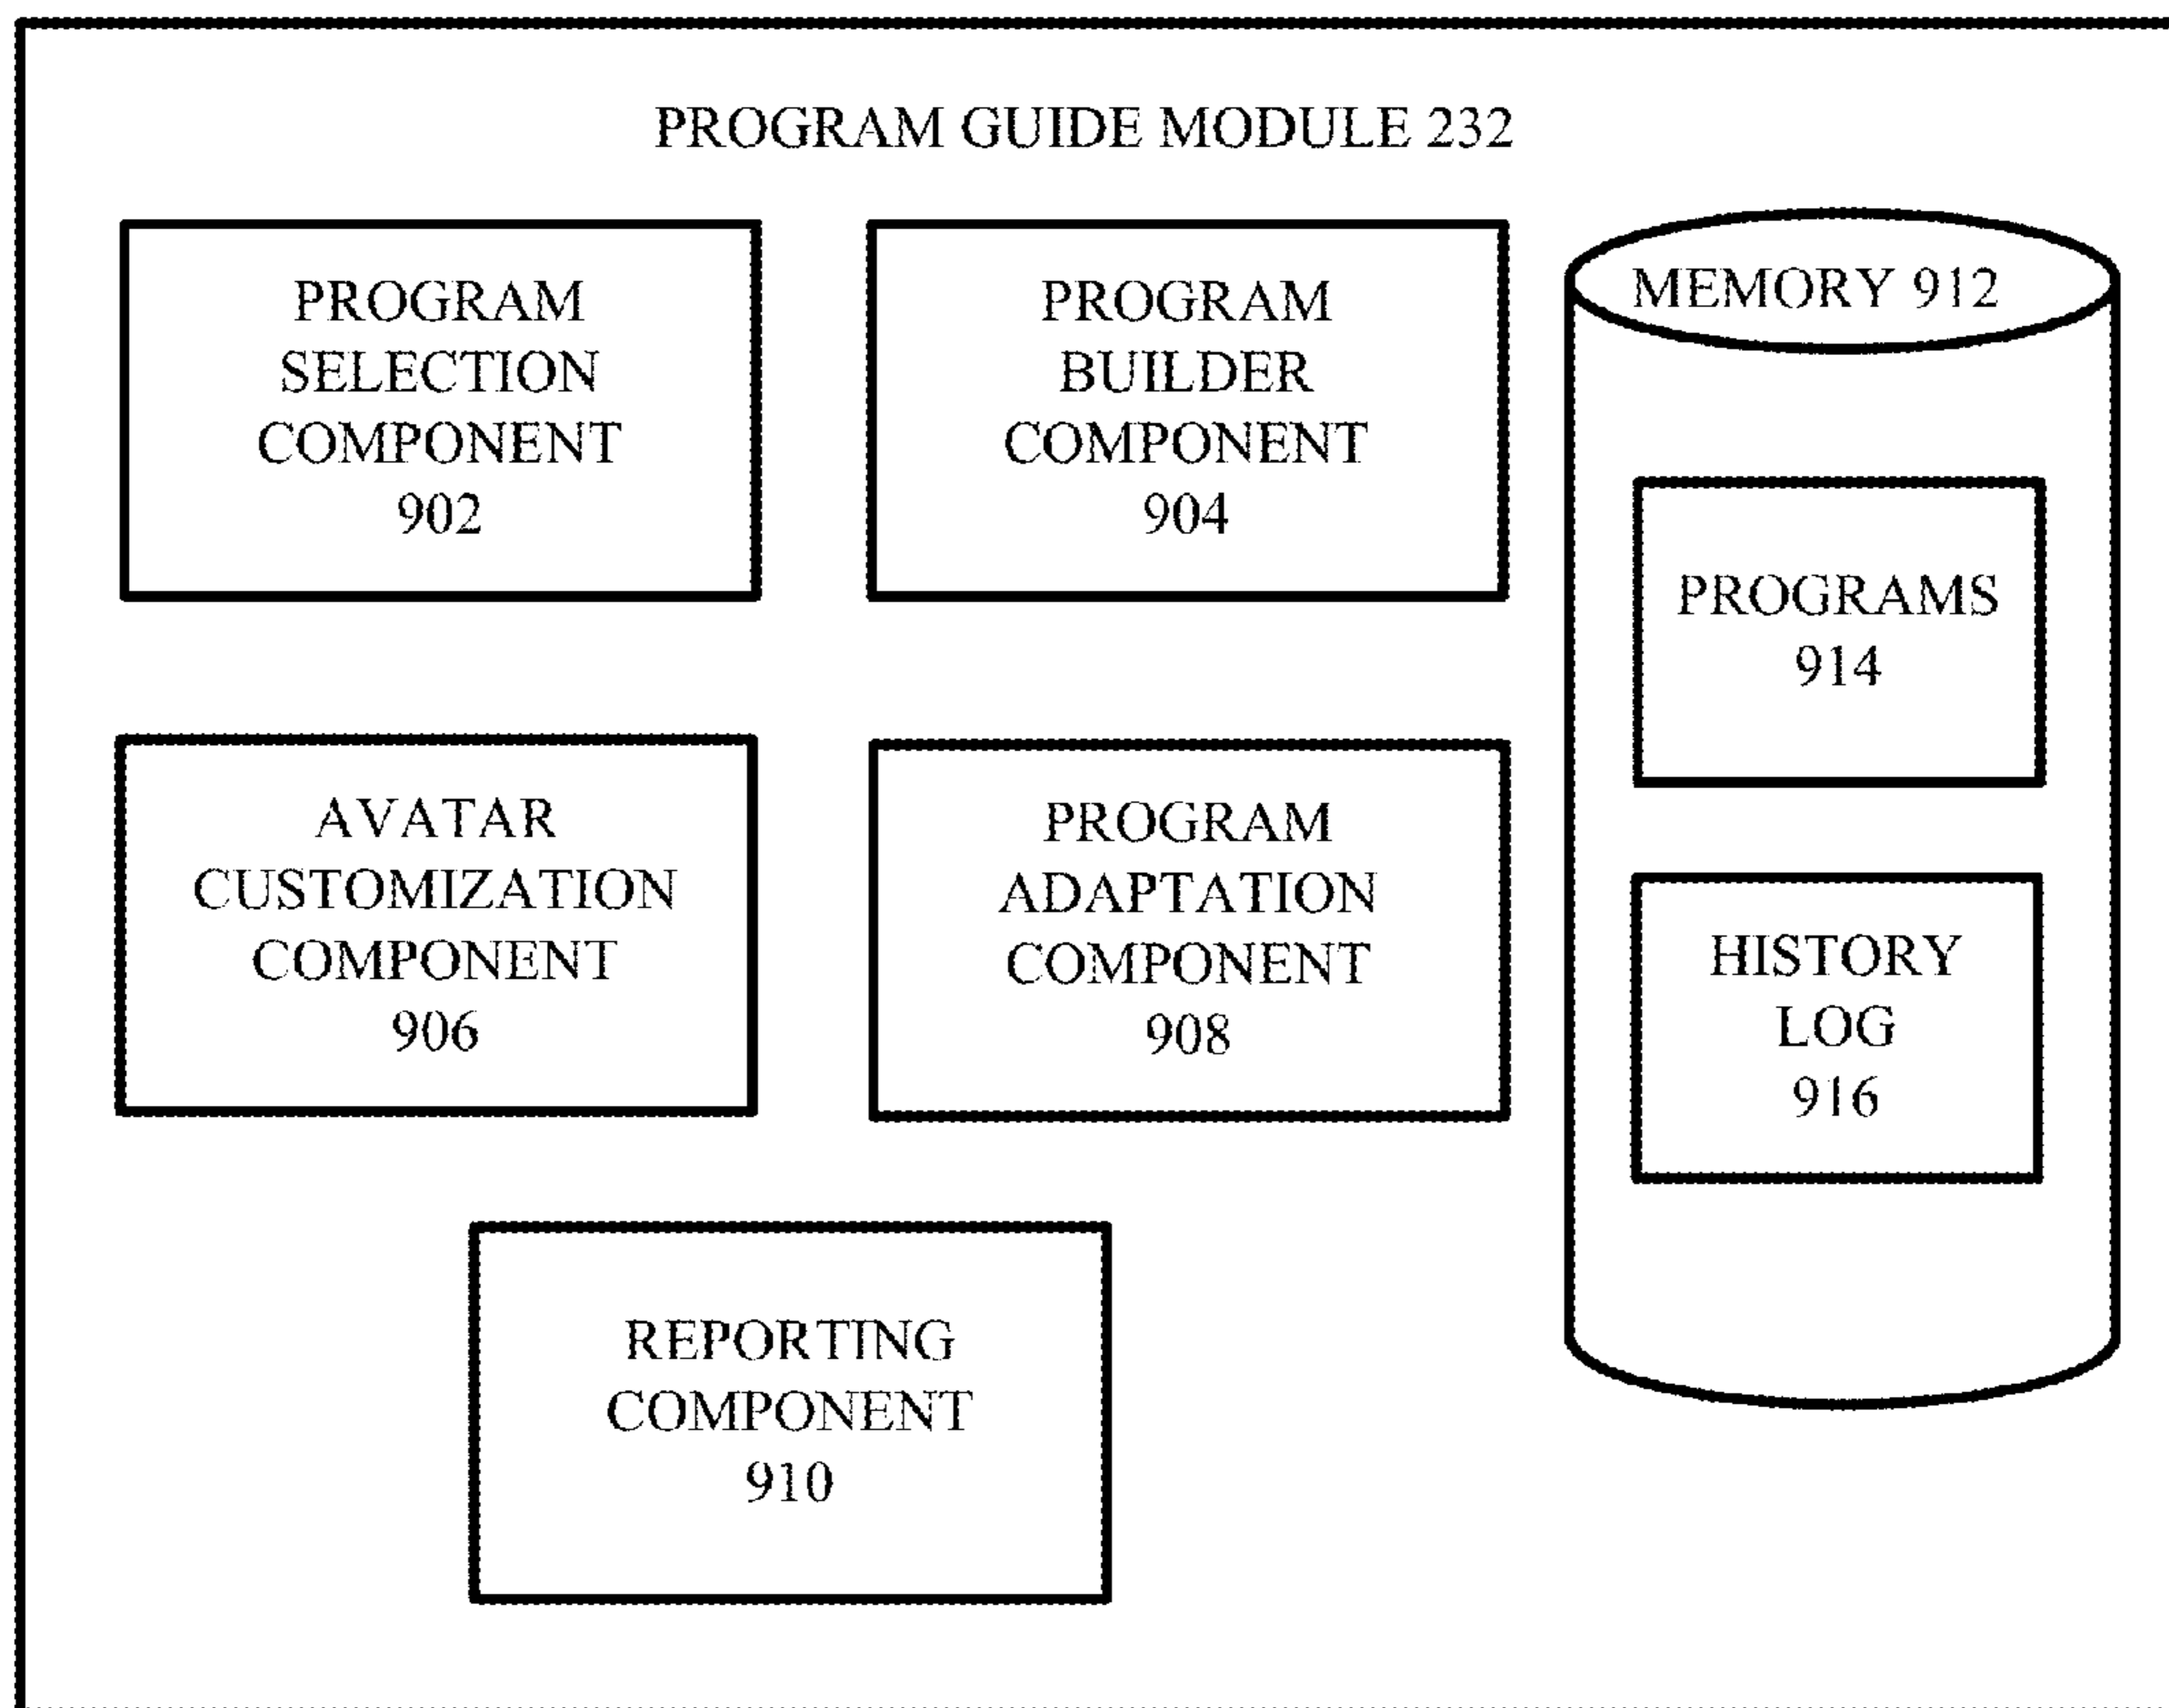 PROGRAM GUIDE MODULE 232
PROGRAM
SELECTION
COMPONENT
902
PROGRAM
BUILDER
COMPONENT
904
MEMORY 912
PROGRAMS
914
AVATAR
CUSTOMIZATION
COMPONENT
906
PROGRAM
ADAPTATION
COMPONENT
908
HISTORY
LOG
916
REPORTING
COMPONENT
910